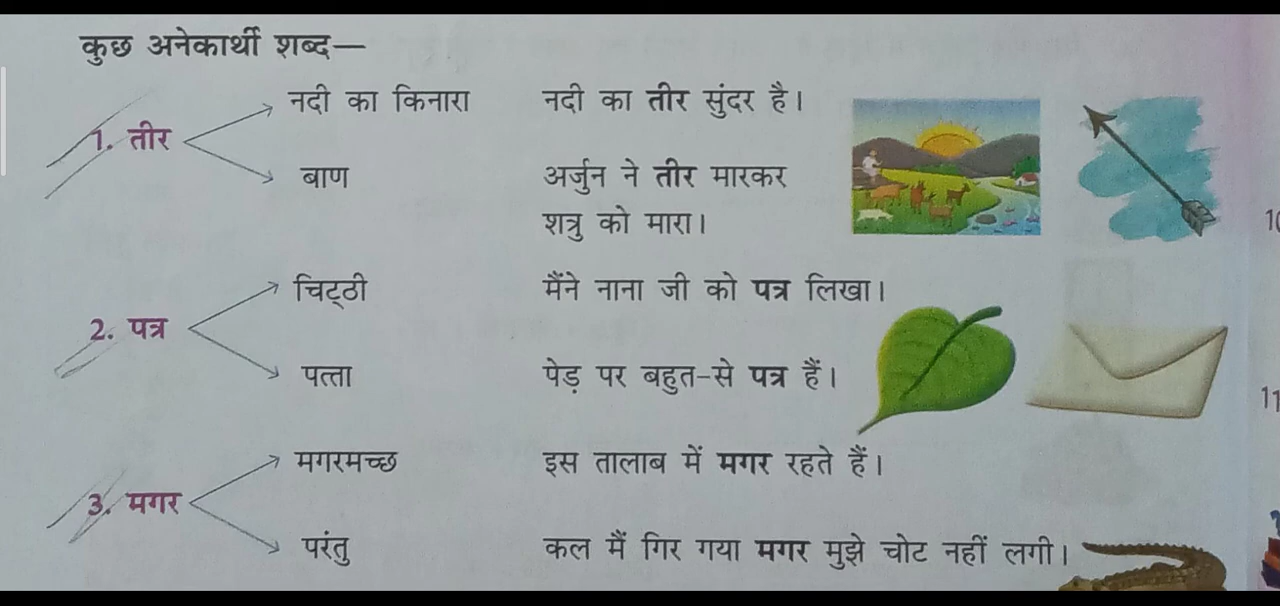 कुछ अनेकार्थी शब्द—
नदी का किनारा नदी का तीर सुंदर है।
1. तीर
बाण अर्जुन ने तीर मारकर
शत्रु को मारा।
चिट्ठी मैंने नाना जी को पत्र लिखा।
2. पत्र
पत्ता पेड़ पर बहुत-से पत्र हैं।
मगरमच्छ इस तालाब में मगर रहते हैं।
3. मगर
परंतु कल मैं गिर गया मगर मुझे चोट नहीं लगी।